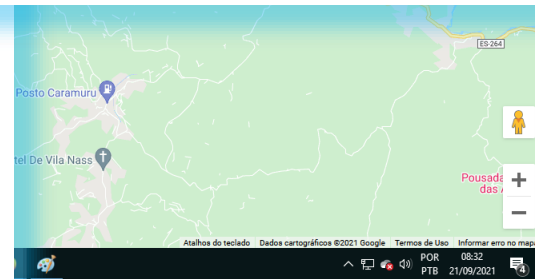 ES-264
Posto Caramuru
tel De Vila Nass
Pousada
das
Atalhos do teclado Dados cartográficos ©2021 Google Termos de Uso Informar erro no mapa
POR 08:32
PTB 21/09/2021
4